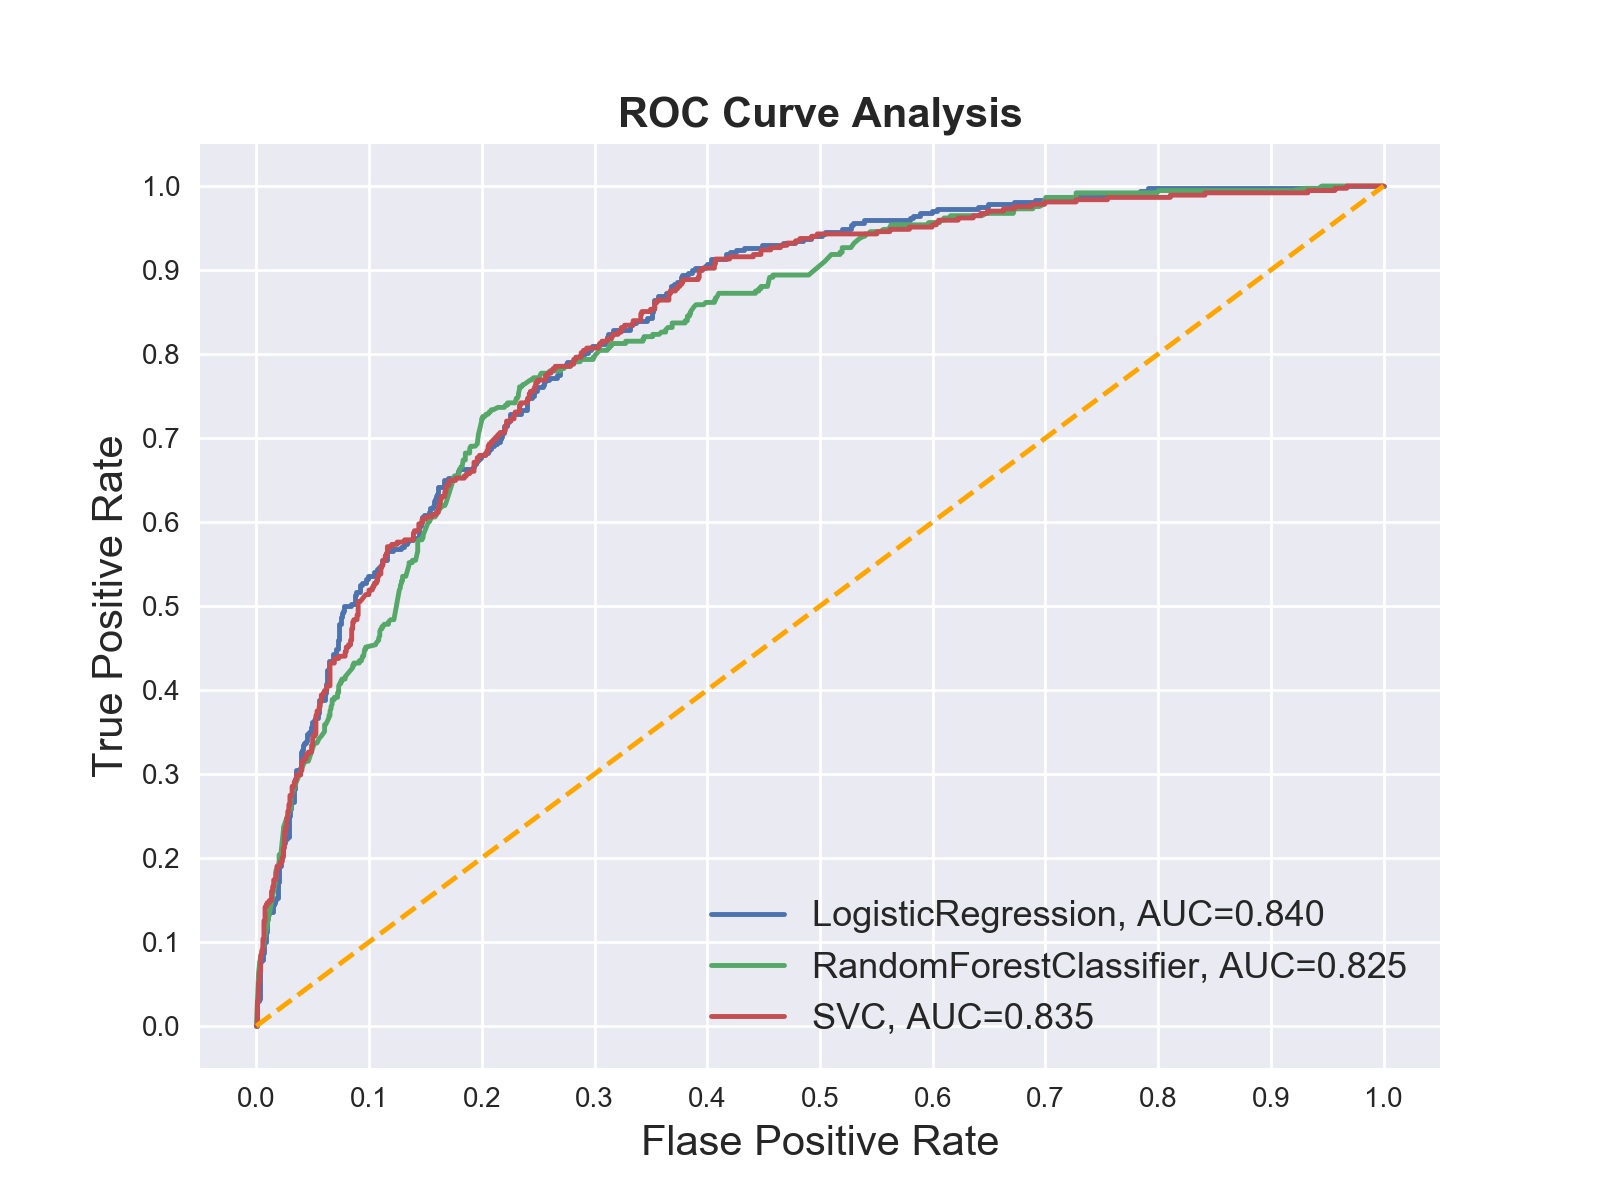 ROC Curve Analysis
True Positive Rate
1.0
0.9
0.8
0.7
0.6
0.5
0.4
0.3
0.2
0.1
0.0
LogisticRegression, AUC=0.840
RandomForestClassifier, AUC=0.825
SVC, AUC=0.835
0.0 0.1 0.2 0.3 0.4 0.5 0.6 0.7 0.8 0.9 1.0
Flase Positive Rate